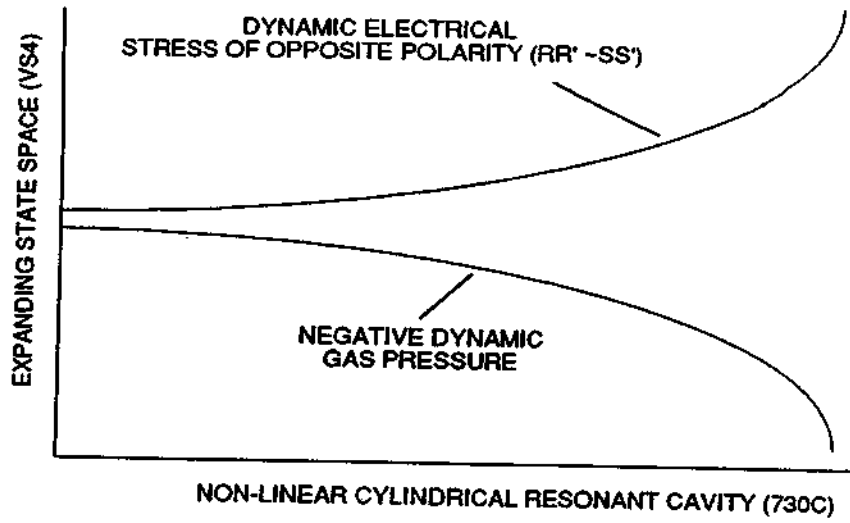 DYNAMIC ELECTRICAL
STRESS OF OPPOSITE POLARITY (RR' ~SS')
EXPANDING STATE SPACE (VS4)
NEGATIVE DYNAMIC
GAS PRESSURE
NON-LINEAR CYLINDRICAL RESONANT CAVITY (730C)